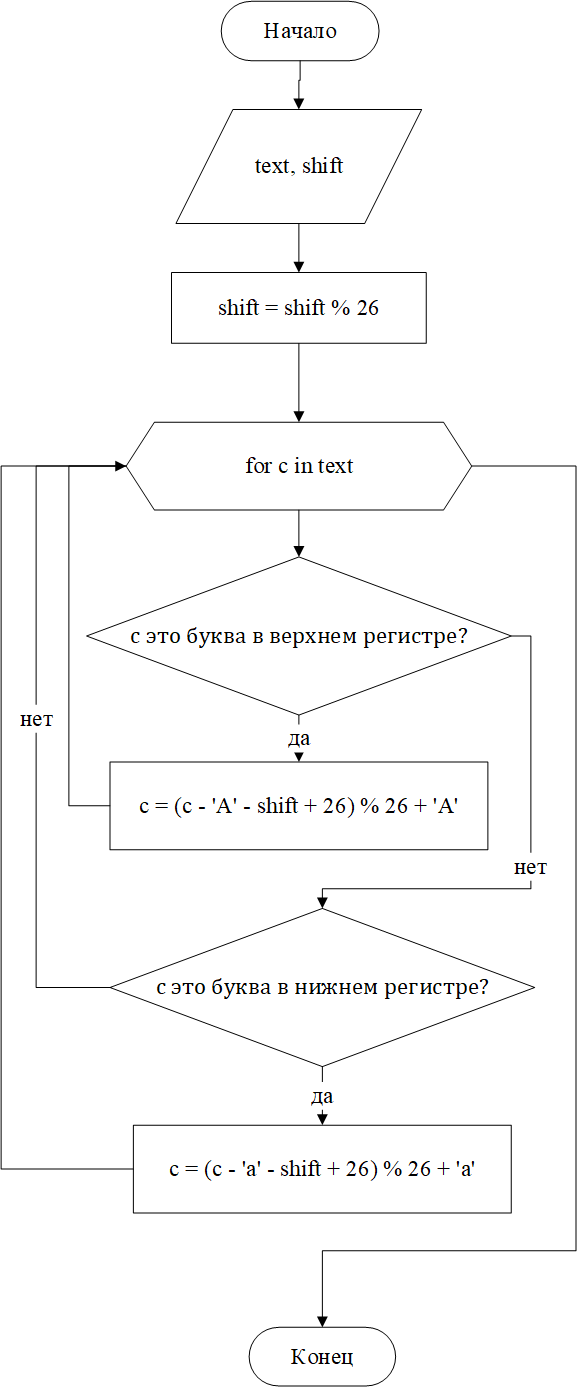 Начало
text, shift
shift = shift % 26
for c in text
с это буква в верхнем регистре?
нет
да
c = (c - 'A' - shift + 26) % 26 + 'A'
нет
с это буква в нижнем регистре?
да
c = (c - 'a' - shift + 26) % 26 + 'a'
Конец